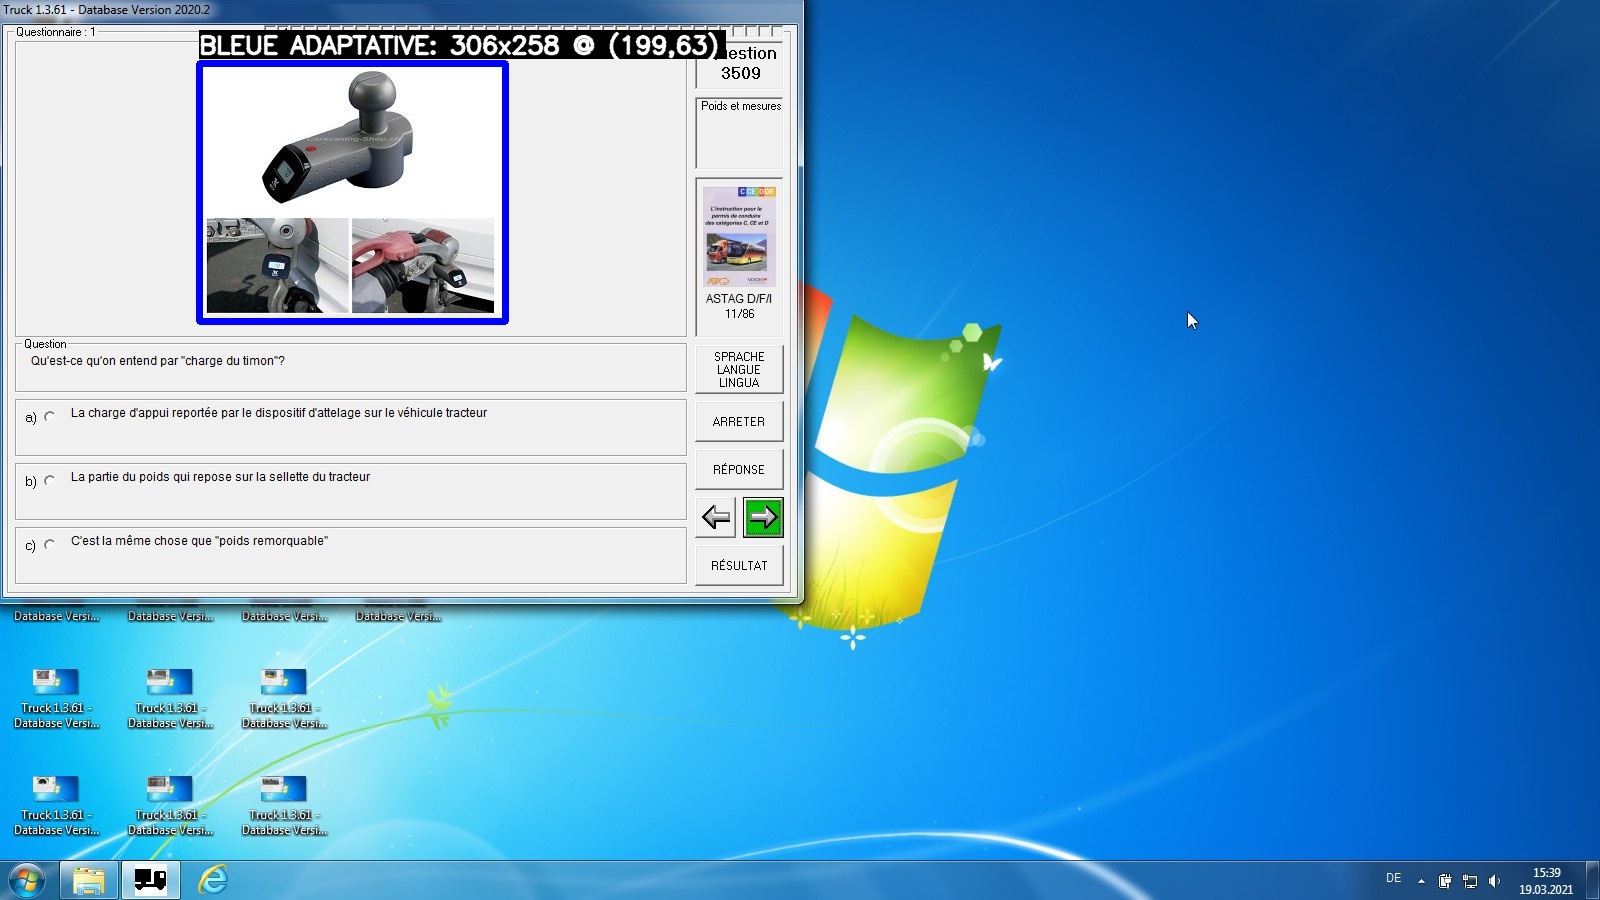 Truck 1.3.61 - Database Version 2020.2
Questionnaire : 1
BLEUE ADAPTATIVE: 306x258 @ (199,63)
estion
3509
Poids et mesures
Caravaning-Shop.ch
C CE D DE
L'instruction pour le
permis de conduire
des catégories C, CE et D
ASTAG D/F/I
11/86
Question
Qu'est-ce qu'on entend par "charge du timon"?
SPRACHE
LANGUE
LINGUA
a) La charge d'appui reportée par le dispositif d'attelage sur le véhicule tracteur
ARRETER
b) La partie du poids qui repose sur la sellette du tracteur
RÉPONSE
c) C'est la même chose que "poids remorquable"
RÉSULTAT
Database Versi...
Database Versi...
Database Versi...
Database Versi...
Truck 1.3.61 -
Database Versi...
Truck 1.3.61 -
Database Versi...
Truck 1.3.61 -
Database Versi...
Truck 1.3.61 -
Database Versi...
Truck 1.3.61 -
Database Versi...
Truck 1.3.61 -
Database Versi...
DE
15:39
19.03.2021